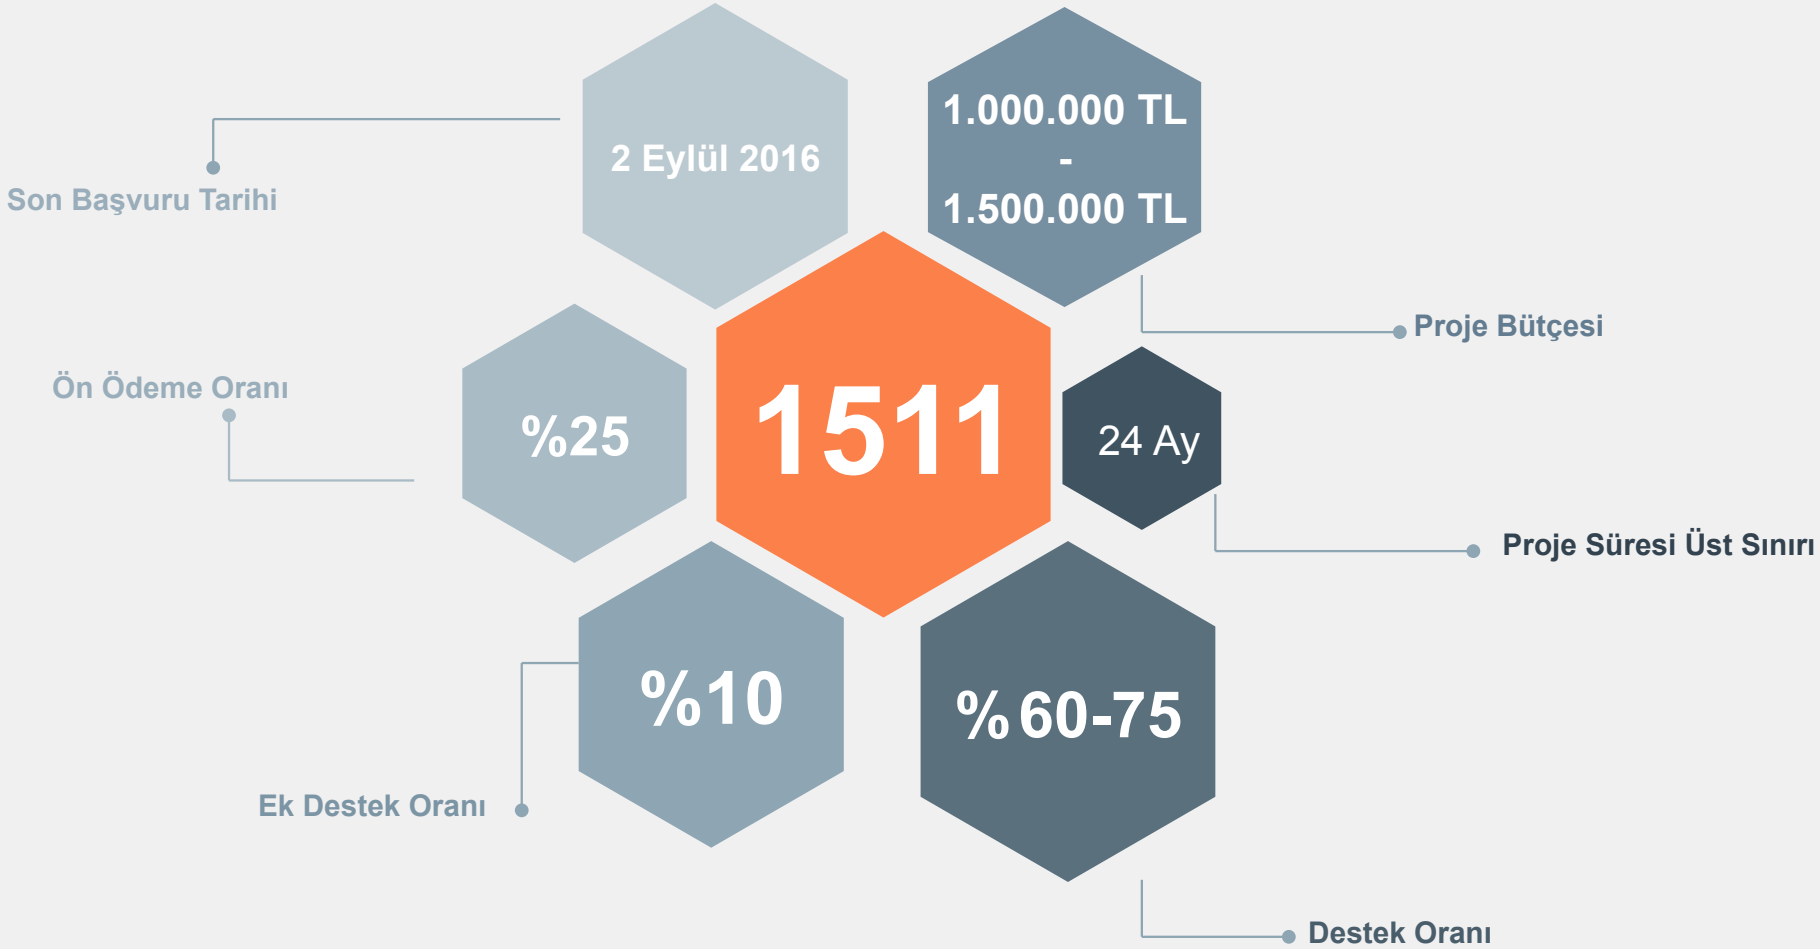 2 Eylül 2016
Son Başvuru Tarihi
1.000.000 TL
-
1.500.000 TL
Proje Bütçesi
Ön Ödeme Oranı
%25
1511
24 Ay
Proje Süresi Üst Sınırı
%10
Ek Destek Oranı
% 60-75
Destek Oranı